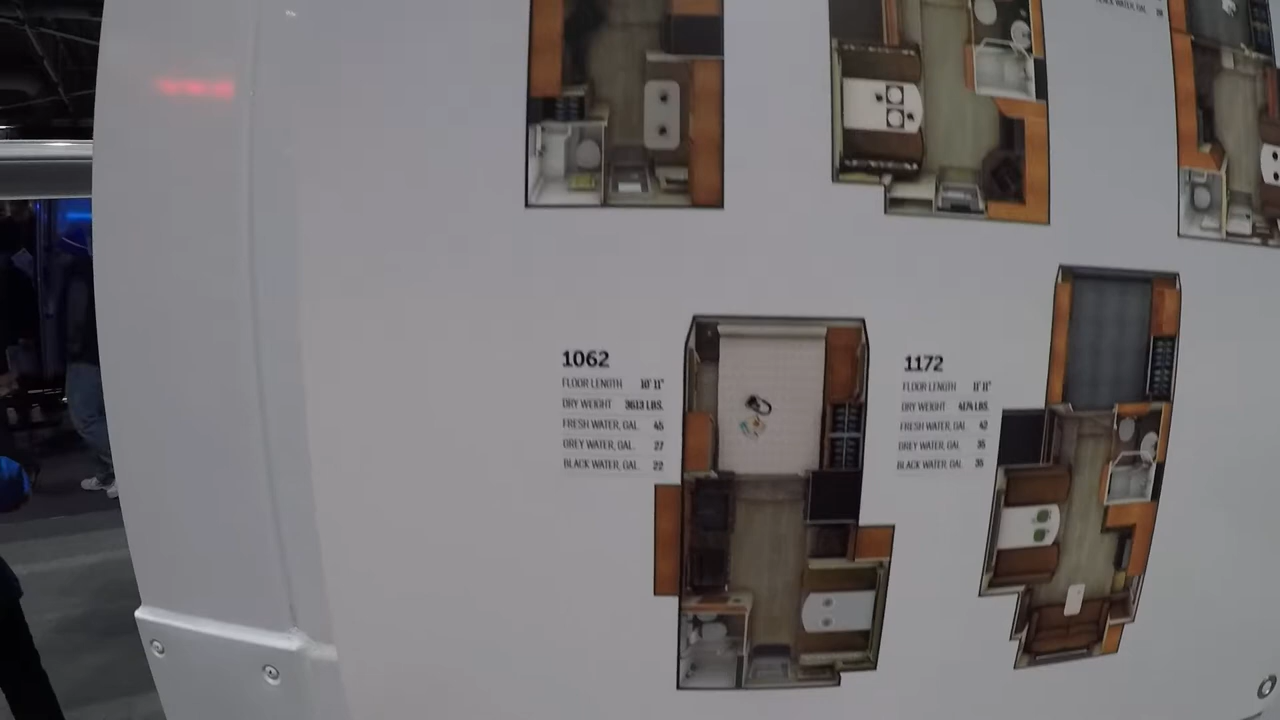 1062
FLOOR LENGTH 10' 11"
DRY WEIGHT 3613 LBS.
FRESH WATER, GAL. 45
GREY WATER, GAL. 27
BLACK WATER, GAL. 22
1172
FLOOR LENGTH 11' 11"
DRY WEIGHT 4174 LBS.
FRESH WATER, GAL. 42
GREY WATER, GAL. 35
BLACK WATER, GAL. 35